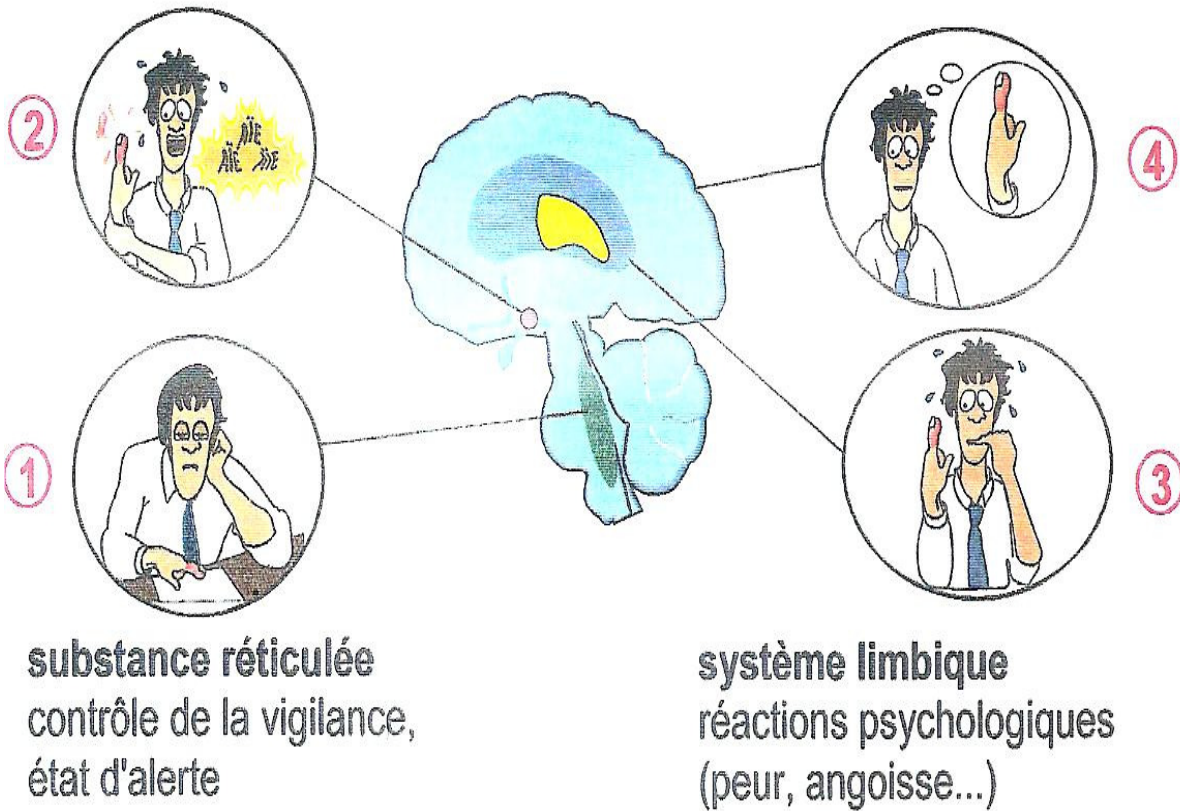 2
AÏE
AÏE AÏE
4
1
3
substance réticulée
contrôle de la vigilance,
état d'alerte
système limbique
réactions psychologiques
(peur, angoisse...)